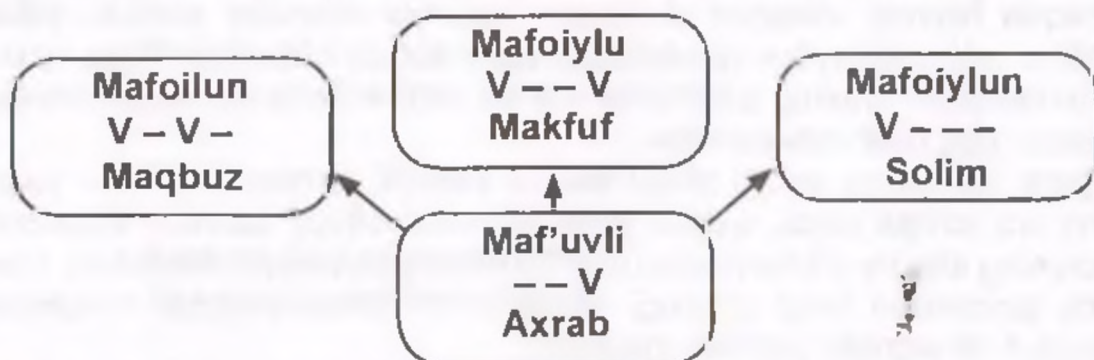 Mafoilun
V – V –
Maqbuz
Mafoiylu
V – – V
Makfuf
Mafoiylun
V – – –
Solim
Maf'uvli
– – V
Axrab